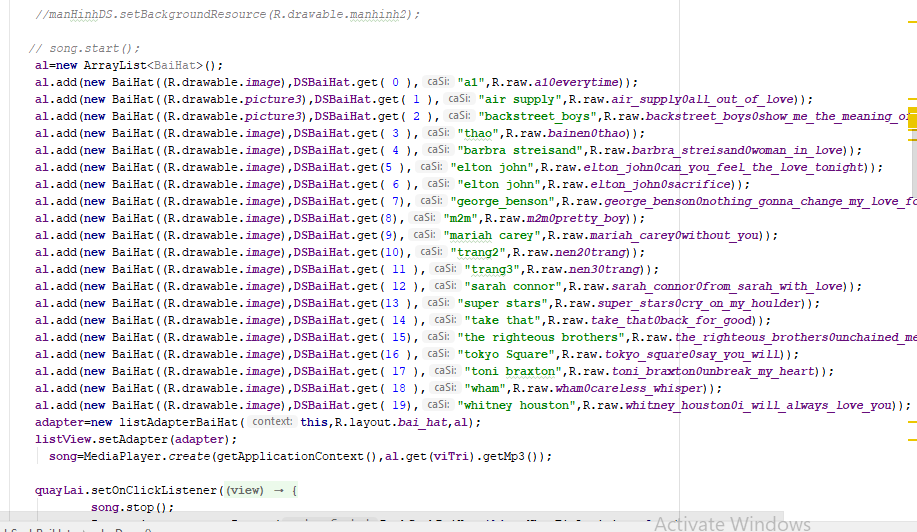 //manHinhDS.setBackgroundResource(R.drawable.manhinh2);
// song.start();
al=new ArrayList<BaiHat>();
al.add(new BaiHat((R.drawable.image),DSBaiHat.get( 0 ), caSi: "a1",R.raw.a10everytime));
al.add(new BaiHat((R.drawable.picture3),DSBaiHat.get( 1 ), caSi: "air supply",R.raw.air_supply0all_out_of_love));
al.add(new BaiHat((R.drawable.picture3),DSBaiHat.get( 2 ), caSi: "backstreet_boys",R.raw.backstreet_boys0show_me_the_meaning_of
al.add(new BaiHat((R.drawable.image),DSBaiHat.get( 3 ), caSi: "thao",R.raw.bainen0thao));
al.add(new BaiHat((R.drawable.image),DSBaiHat.get( 4 ), caSi: "barbra streisand",R.raw.barbra_streisand0woman_in_love));
al.add(new BaiHat((R.drawable.image),DSBaiHat.get(5 ), caSi: "elton john",R.raw.elton_john0can_you_feel_the_love_tonight));
al.add(new BaiHat((R.drawable.image),DSBaiHat.get( 6 ), caSi: "elton john",R.raw.elton_john0sacrifice));
al.add(new BaiHat((R.drawable.image),DSBaiHat.get( 7), caSi: "george_benson",R.raw.george_benson0nothing_gonna_change_my_love_fo
al.add(new BaiHat((R.drawable.image),DSBaiHat.get(8), caSi: "m2m",R.raw.m2m0pretty_boy));
al.add(new BaiHat((R.drawable.image),DSBaiHat.get(9), caSi: "mariah carey",R.raw.mariah_carey0without_you));
al.add(new BaiHat((R.drawable.image),DSBaiHat.get(10), caSi: "trang2",R.raw.nen20trang));
al.add(new BaiHat((R.drawable.image),DSBaiHat.get( 11 ), caSi: "trang3",R.raw.nen30trang));
al.add(new BaiHat((R.drawable.image),DSBaiHat.get( 12 ), caSi: "sarah connor",R.raw.sarah_connor0from_sarah_with_love));
al.add(new BaiHat((R.drawable.image),DSBaiHat.get(13 ), caSi: "super stars",R.raw.super_stars0cry_on_my_houlder));
al.add(new BaiHat((R.drawable.image),DSBaiHat.get( 14 ), caSi: "take that",R.raw.take_that0back_for_good));
al.add(new BaiHat((R.drawable.image),DSBaiHat.get( 15), caSi: "the righteous brothers",R.raw.the_righteous_brothers0unchained_me
al.add(new BaiHat((R.drawable.image),DSBaiHat.get(16 ), caSi: "tokyo Square",R.raw.tokyo_square0say_you_will));
al.add(new BaiHat((R.drawable.image),DSBaiHat.get( 17 ), caSi: "toni braxton",R.raw.toni_braxton0unbreak_my_heart));
al.add(new BaiHat((R.drawable.image),DSBaiHat.get( 18 ), caSi: "wham",R.raw.wham0careless_whisper));
al.add(new BaiHat((R.drawable.image),DSBaiHat.get( 19), caSi: "whitney houston",R.raw.whitney_houston0i_will_always_love_you));
adapter=new listAdapterBaiHat( context: this,R.layout.bai_hat,al);
listView.setAdapter(adapter);
song=MediaPlayer.create(getApplicationContext(),al.get(viTri).getMp3());
quayLai.setOnClickListener((view) → {
song.stop();
Activate Windows